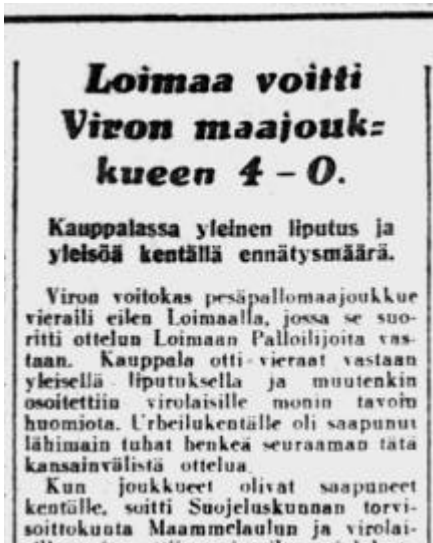 Loimaa voitti
Viron maajouk-
kueen 4 – 0.
Kauppalassa yleinen liputus ja
yleisöä kentällä ennätysmäärä.
Viron voitokas pesäpallomaajoukkue
vieraili eilen Loimaalla, jossa se suo-
ritti ottelun Loimaan Palloilijoita vas-
taan. Kauppala otti vieraat vastaan
yleisellä liputuksella ja muutenkin
osoitettiin virolaisille monin tavoin
huomiota. Urheilukentälle oli saapunut
lähimain tuhat henkeä seuraaman tätä
kansainvälistä ottelua.
Kun joukkueet olivat saapuneet
kentälle, soitti Suojeluskunnan torvi-
soittokunta Maammelaulun ja virolai-